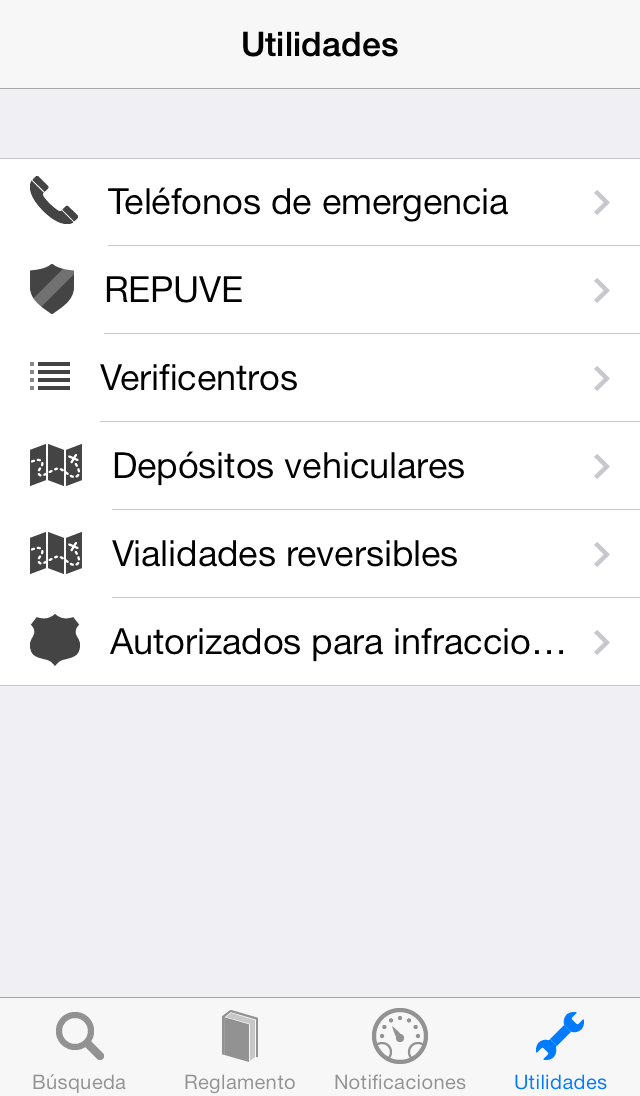 Utilidades
Teléfonos de emergencia
REPUVE
Verificentros
Depósitos vehiculares
Vialidades reversibles
Autorizados para infraccio...
Búsqueda
Reglamento
Notificaciones
Utilidades